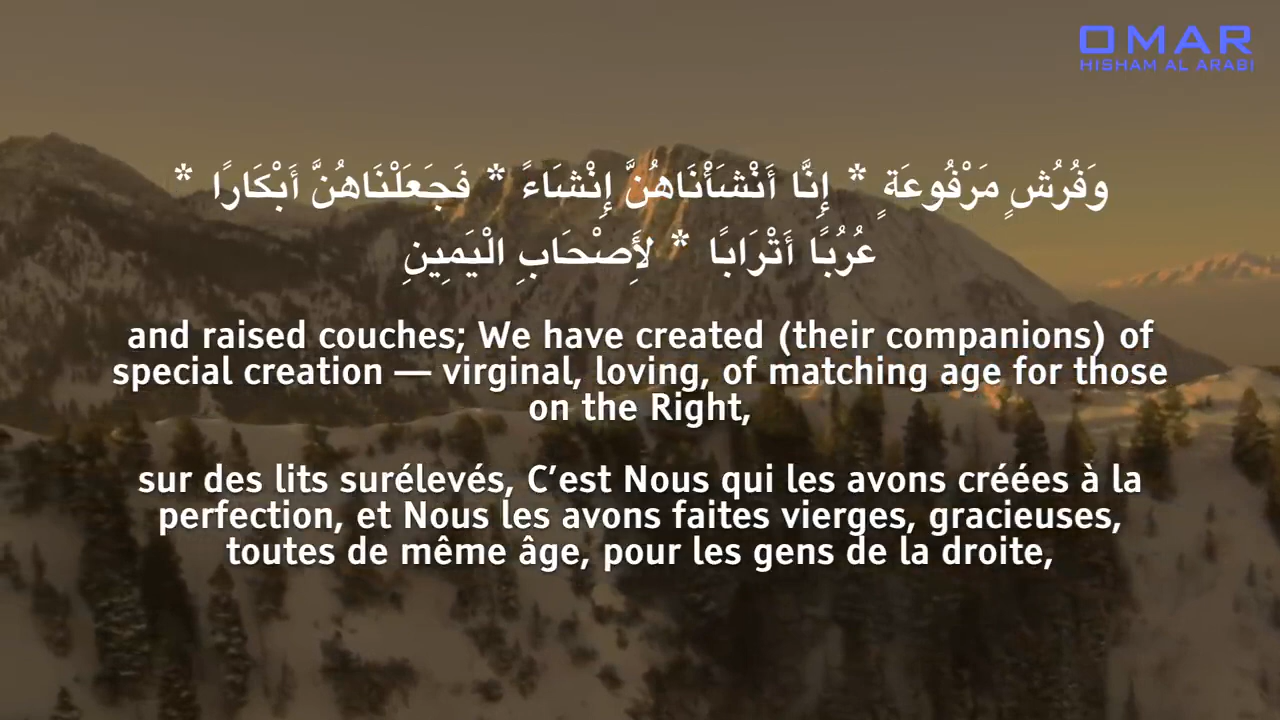 OMAR
HISHAM AL ARABI
وَفُرُشٍ مَرْفُوعَةٍ * إِنَّا أَنْشَأْنَاهُنَّ إِنْشَاءً * فَجَعَلْنَاهُنَّ أَبْكَارًا *
عُرُبًا أَتْرَابًا * لِأَصْحَابِ الْيَمِينِ
and raised couches; We have created (their companions) of
special creation — virginal, loving, of matching age for those
on the Right,
sur des lits surélevés, C’est Nous qui les avons créées à la
perfection, et Nous les avons faites vierges, gracieuses,
toutes de même âge, pour les gens de la droite,